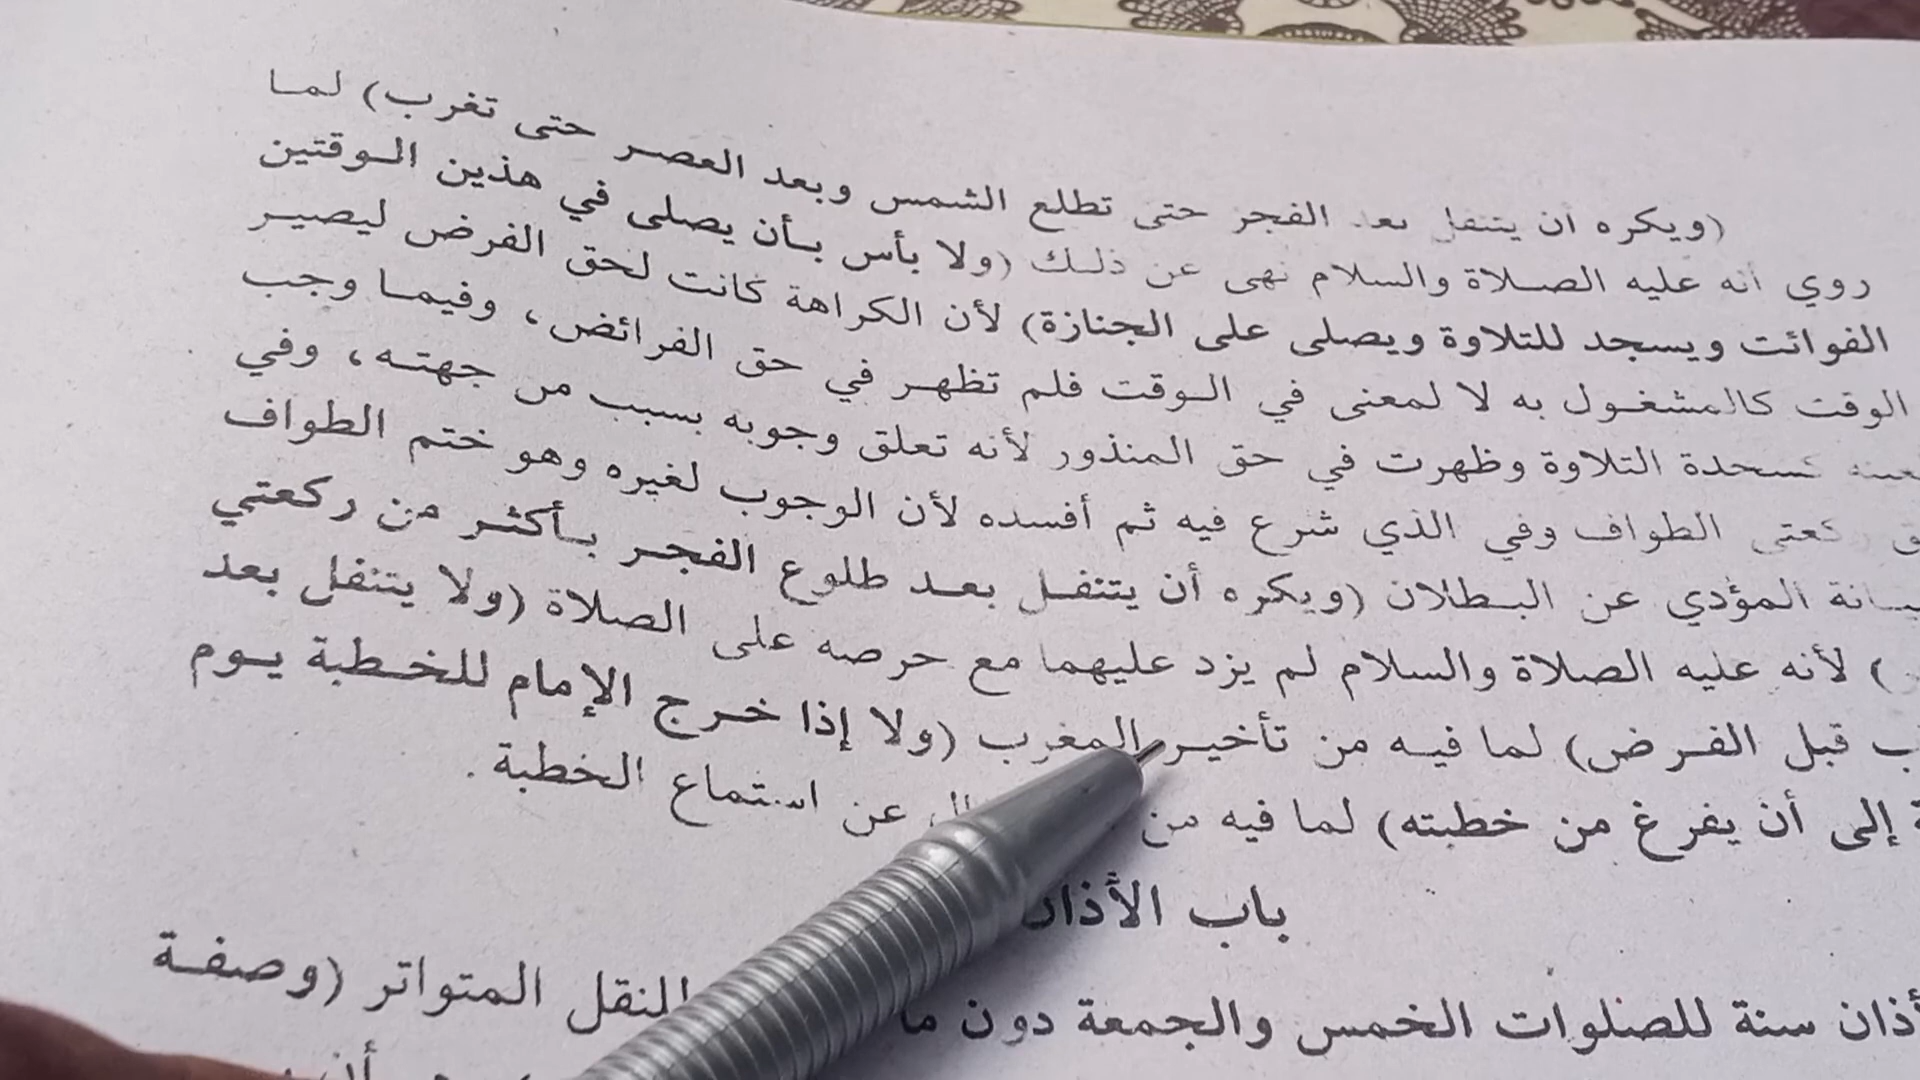 (ويكره أن يتنفل بعد الفجر حتى تطلع الشمس وبعد العصر حتى تغرب) لما
روي أنه عليه الصلاة والسلام نهى عن ذلك (ولا بأس بأن يصلى في هذين الوقتين
الفوائت ويسجد للتلاوة ويصلى على الجنازة) لأن الكراهة كانت لحق الفرض ليصير
الوقت كالمشغول به لا لمعنى في الوقت فلم تظهر في حق الفرائض، وفيما وجب
كسجدة التلاوة وظهرت في حق المنذور لأنه تعلق وجوبه بسبب من جهته، وفي
ركعتي الطواف وفي الذي شرع فيه ثم أفسده لأن الوجوب لغيره وهو ختم الطواف
المؤدي عن البطلان (ويكره أن يتنفل بعد طلوع الفجر بأكثر من ركعتي
) لأنه عليه الصلاة والسلام لم يزد عليهما مع حرصه على الصلاة (ولا يتنفل بعد
قبل الفرض) لما فيه من تأخير المغرب (ولا إذا خرج الإمام للخطبة يوم
إلى أن يفرغ من خطبته) لما فيه من عن استماع الخطبة.
باب الأذان
سنة للصلوات الخمس والجمعة دون ما للنقل المتواتر (وصفة